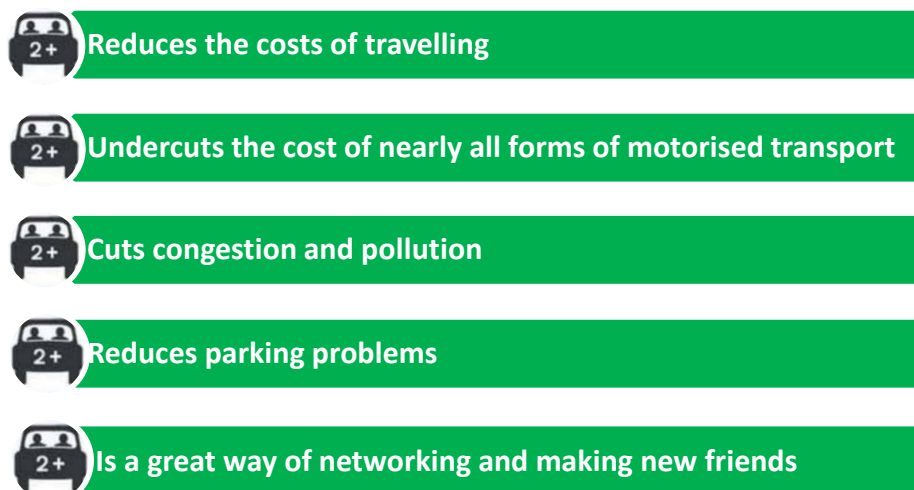 2+ Reduces the costs of travelling
2+ Undercuts the cost of nearly all forms of motorised transport
2+ Cuts congestion and pollution
2+ Reduces parking problems
2+ Is a great way of networking and making new friends